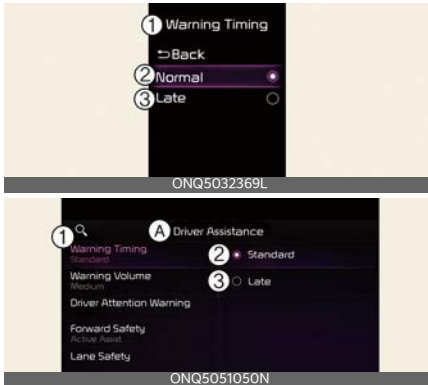 ① Warning Timing
Back
② Normal
③ Late
ONQ5032369L
Ⓐ Driver Assistance
① Warning Timing
Standard
② Standard
Warning Volume
Medium
③ Late
Driver Attention Warning
Forward Safety
Active Assist
Lane Safety
ONQ5051050N